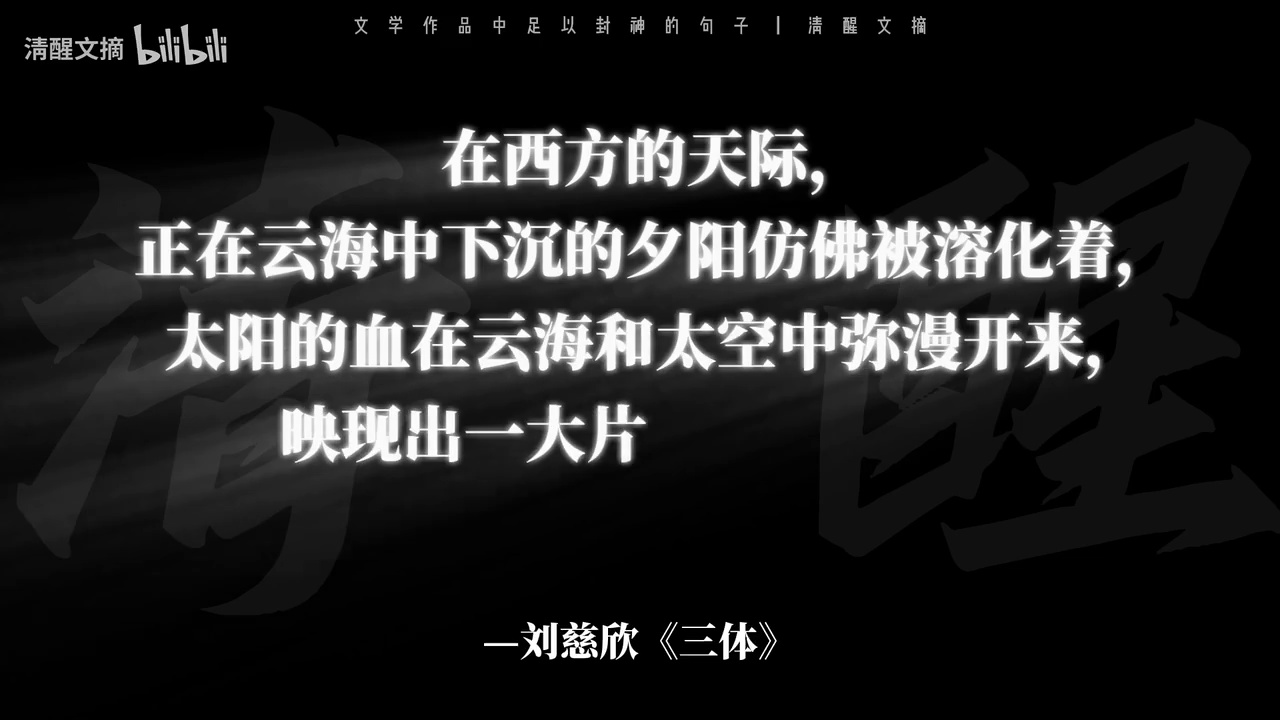 文学作品中足以封神的句子 | 清醒文摘
清醒文摘 bilibili
清醒
在西方的天际,
正在云海中下沉的夕阳仿佛被溶化着,
太阳的血在云海和太空中弥漫开来,
映现出一大片
—刘慈欣《三体》